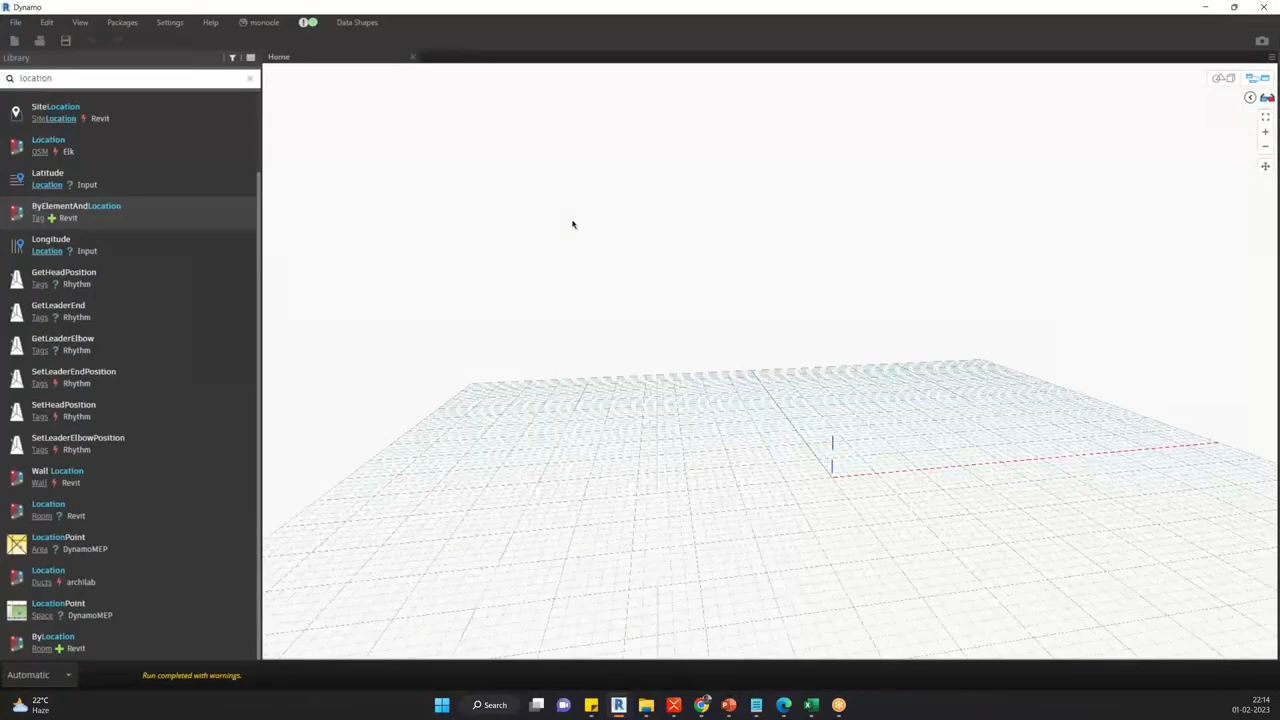 Dynamo
File Edit View Packages Settings Help monocle Data Shapes
Library
Home
location
SiteLocation
SiteLocation Revit
Location
OSM Elk
Latitude
Location ? Input
ByElementAndLocation
Tag Revit
Longitude
Location ? Input
GetHeadPosition
Tags ? Rhythm
GetLeaderEnd
Tags ? Rhythm
GetLeaderElbow
Tags ? Rhythm
SetLeaderEndPosition
Tags Rhythm
SetHeadPosition
Tags Rhythm
SetLeaderElbowPosition
Tags Rhythm
Wall Location
Wall Revit
Location
Room ? Revit
LocationPoint
Area ? DynamoMEP
Location
Ducts archilab
LocationPoint
Space ? DynamoMEP
ByLocation
Room Revit
Automatic
Run completed with warnings.
22°C
Haze
Search
22:14
01-02-2023